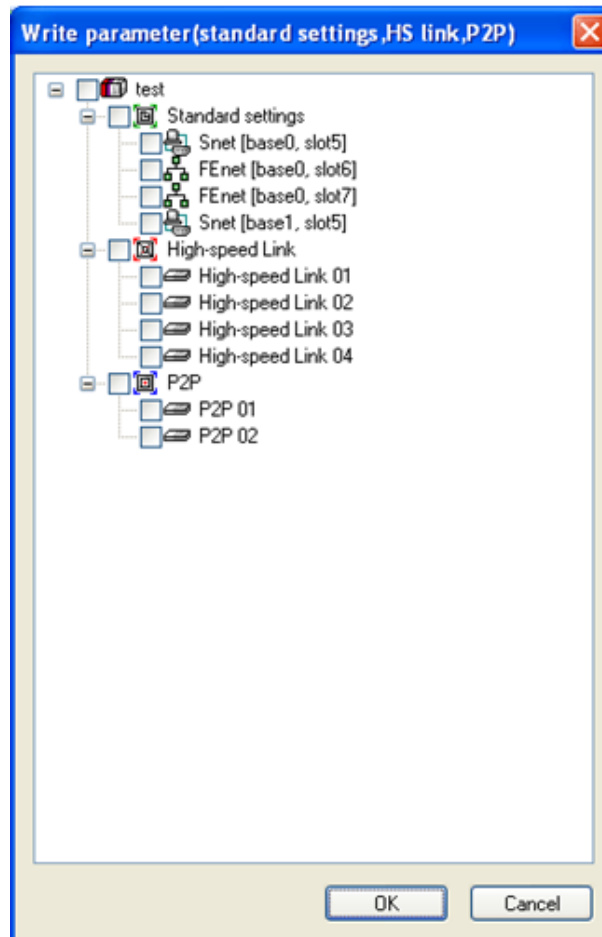 Write parameter(standard settings,HS link,P2P)
test
Standard settings
Snet [base0, slot5]
FEnet [base0, slot6]
FEnet [base0, slot7]
Snet [base1, slot5]
High-speed Link
High-speed Link 01
High-speed Link 02
High-speed Link 03
High-speed Link 04
P2P
P2P 01
P2P 02
OK Cancel